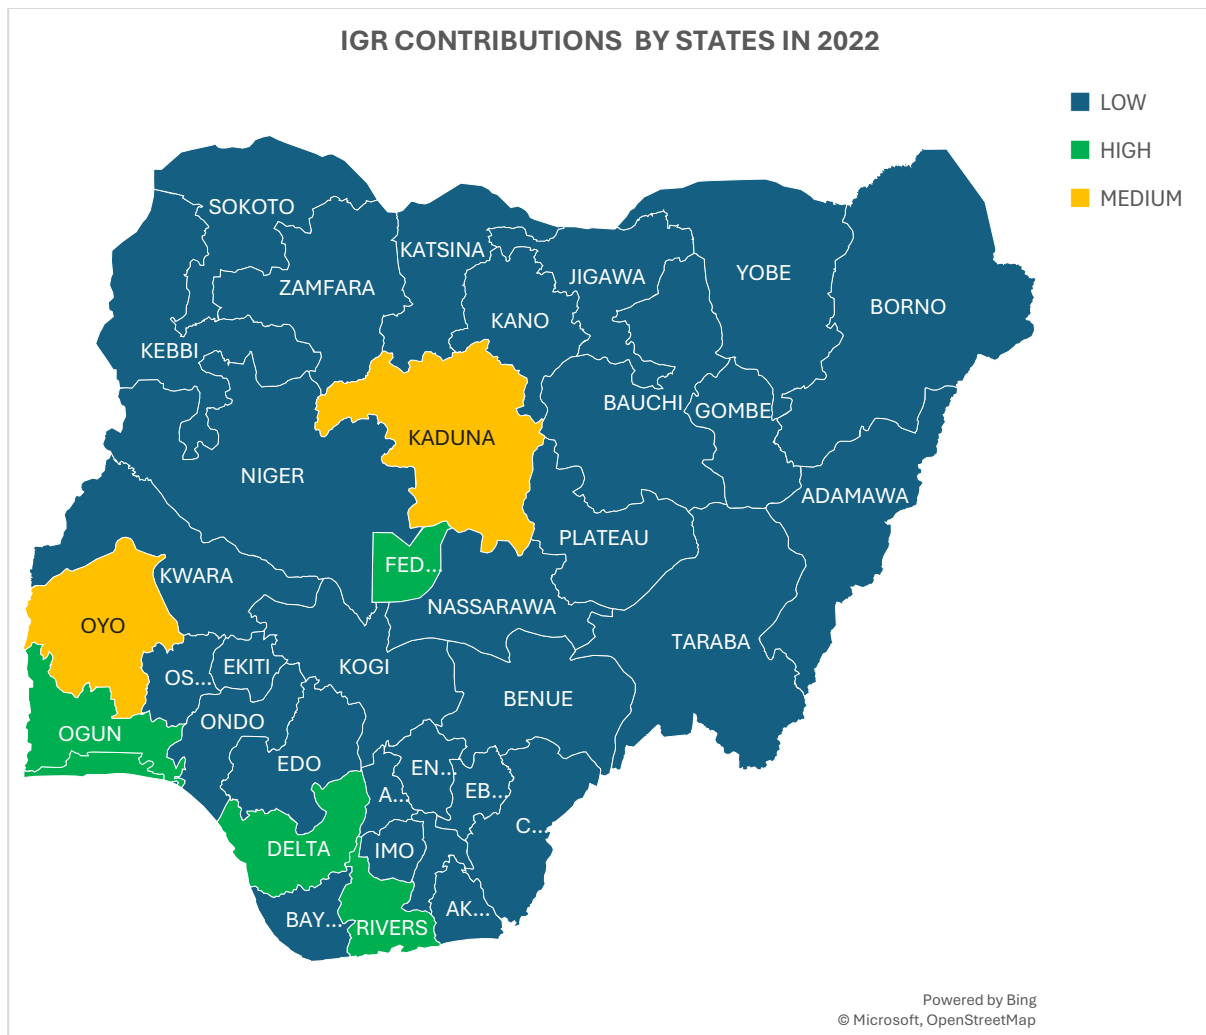 IGR CONTRIBUTIONS BY STATES IN 2022
LOW
HIGH
MEDIUM
SOKOTO
KATSINA
JIGAWA
YOBE
ZAMFARA
BORNO
KANO
KEBBI
BAUCHI
GOMBE
KADUNA
NIGER
ADAMAWA
PLATEAU
FED...
KWARA
NASSARAWA
OYO
TARABA
EKITI
KOGI
OS...
BENUE
ONDO
OGUN
EDO
EN...
A...
EB...
C...
DELTA
IMO
AK...
BAY...
RIVERS
Powered by Bing
© Microsoft, OpenStreetMap